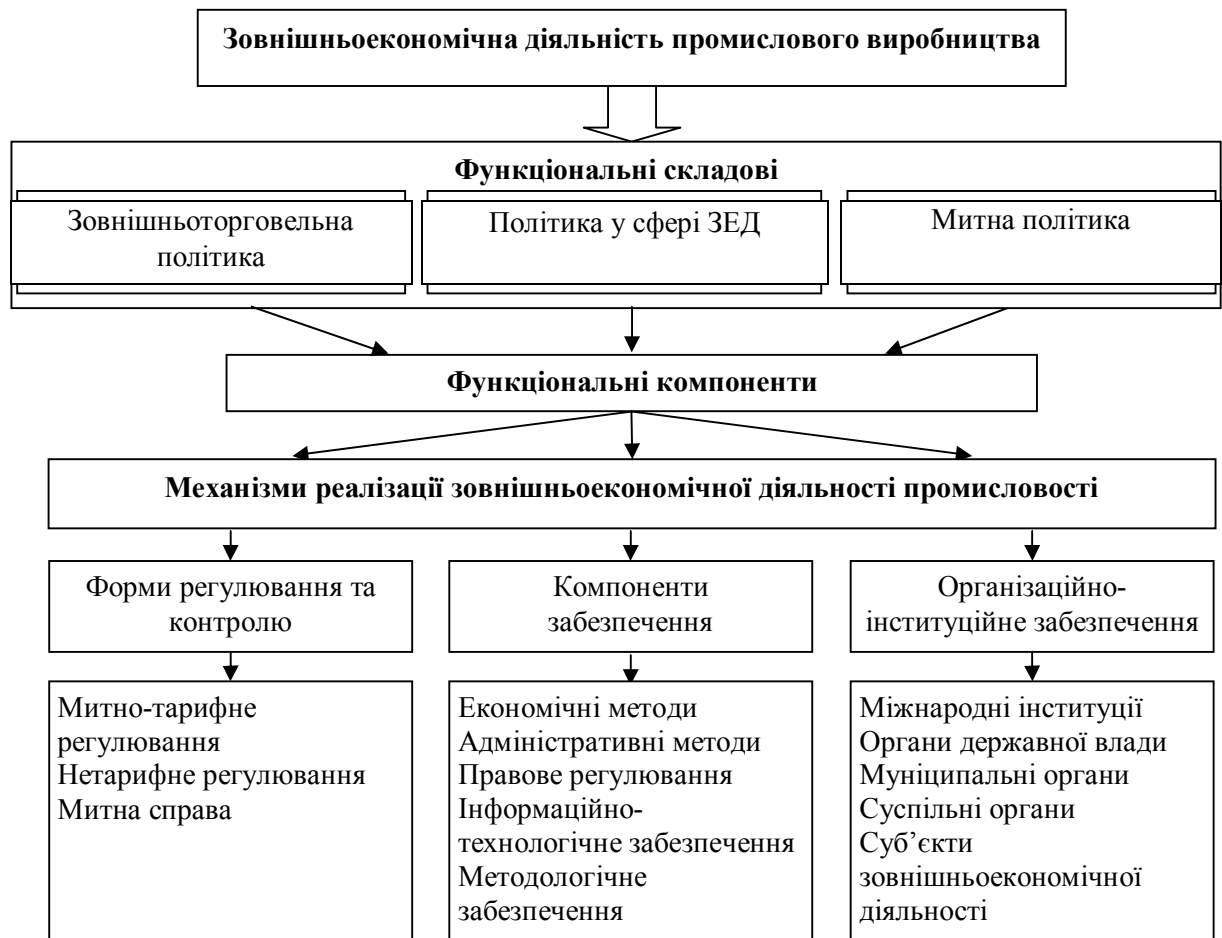 Зовнішньоекономічна діяльність промислового виробництва
Функціональні складові
Зовнішньоторговельна
політика
Політика у сфері ЗЕД
Митна політика
Функціональні компоненти
Механізми реалізації зовнішньоекономічної діяльності промисловості
Форми регулювання та
контролю
Компоненти
забезпечення
Організаційно-
інституційне забезпечення
Митно-тарифне
регулювання
Нетарифне регулювання
Митна справа
Економічні методи
Адміністративні методи
Правове регулювання
Інформаційно-
технологічне забезпечення
Методологічне
забезпечення
Міжнародні інституції
Органи державної влади
Муніципальні органи
Суспільні органи
Суб’єкти
зовнішньоекономічної
діяльності